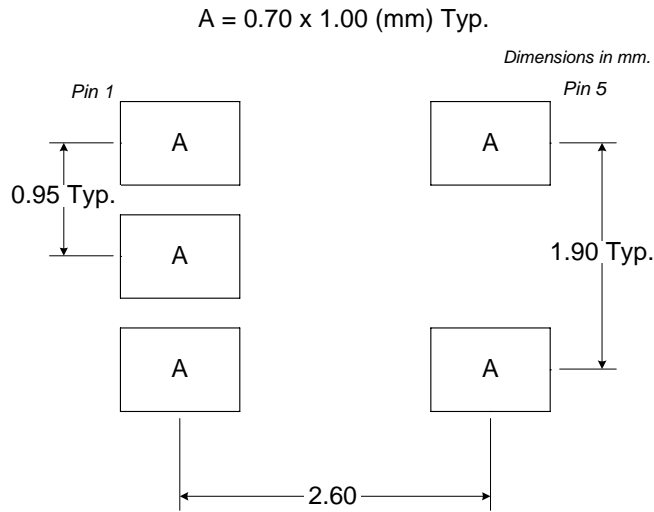 A = 0.70 x 1.00 (mm) Typ.
Dimensions in mm.
Pin 1
Pin 5
A
A
0.95 Typ.
A
1.90 Typ.
A
A
2.60